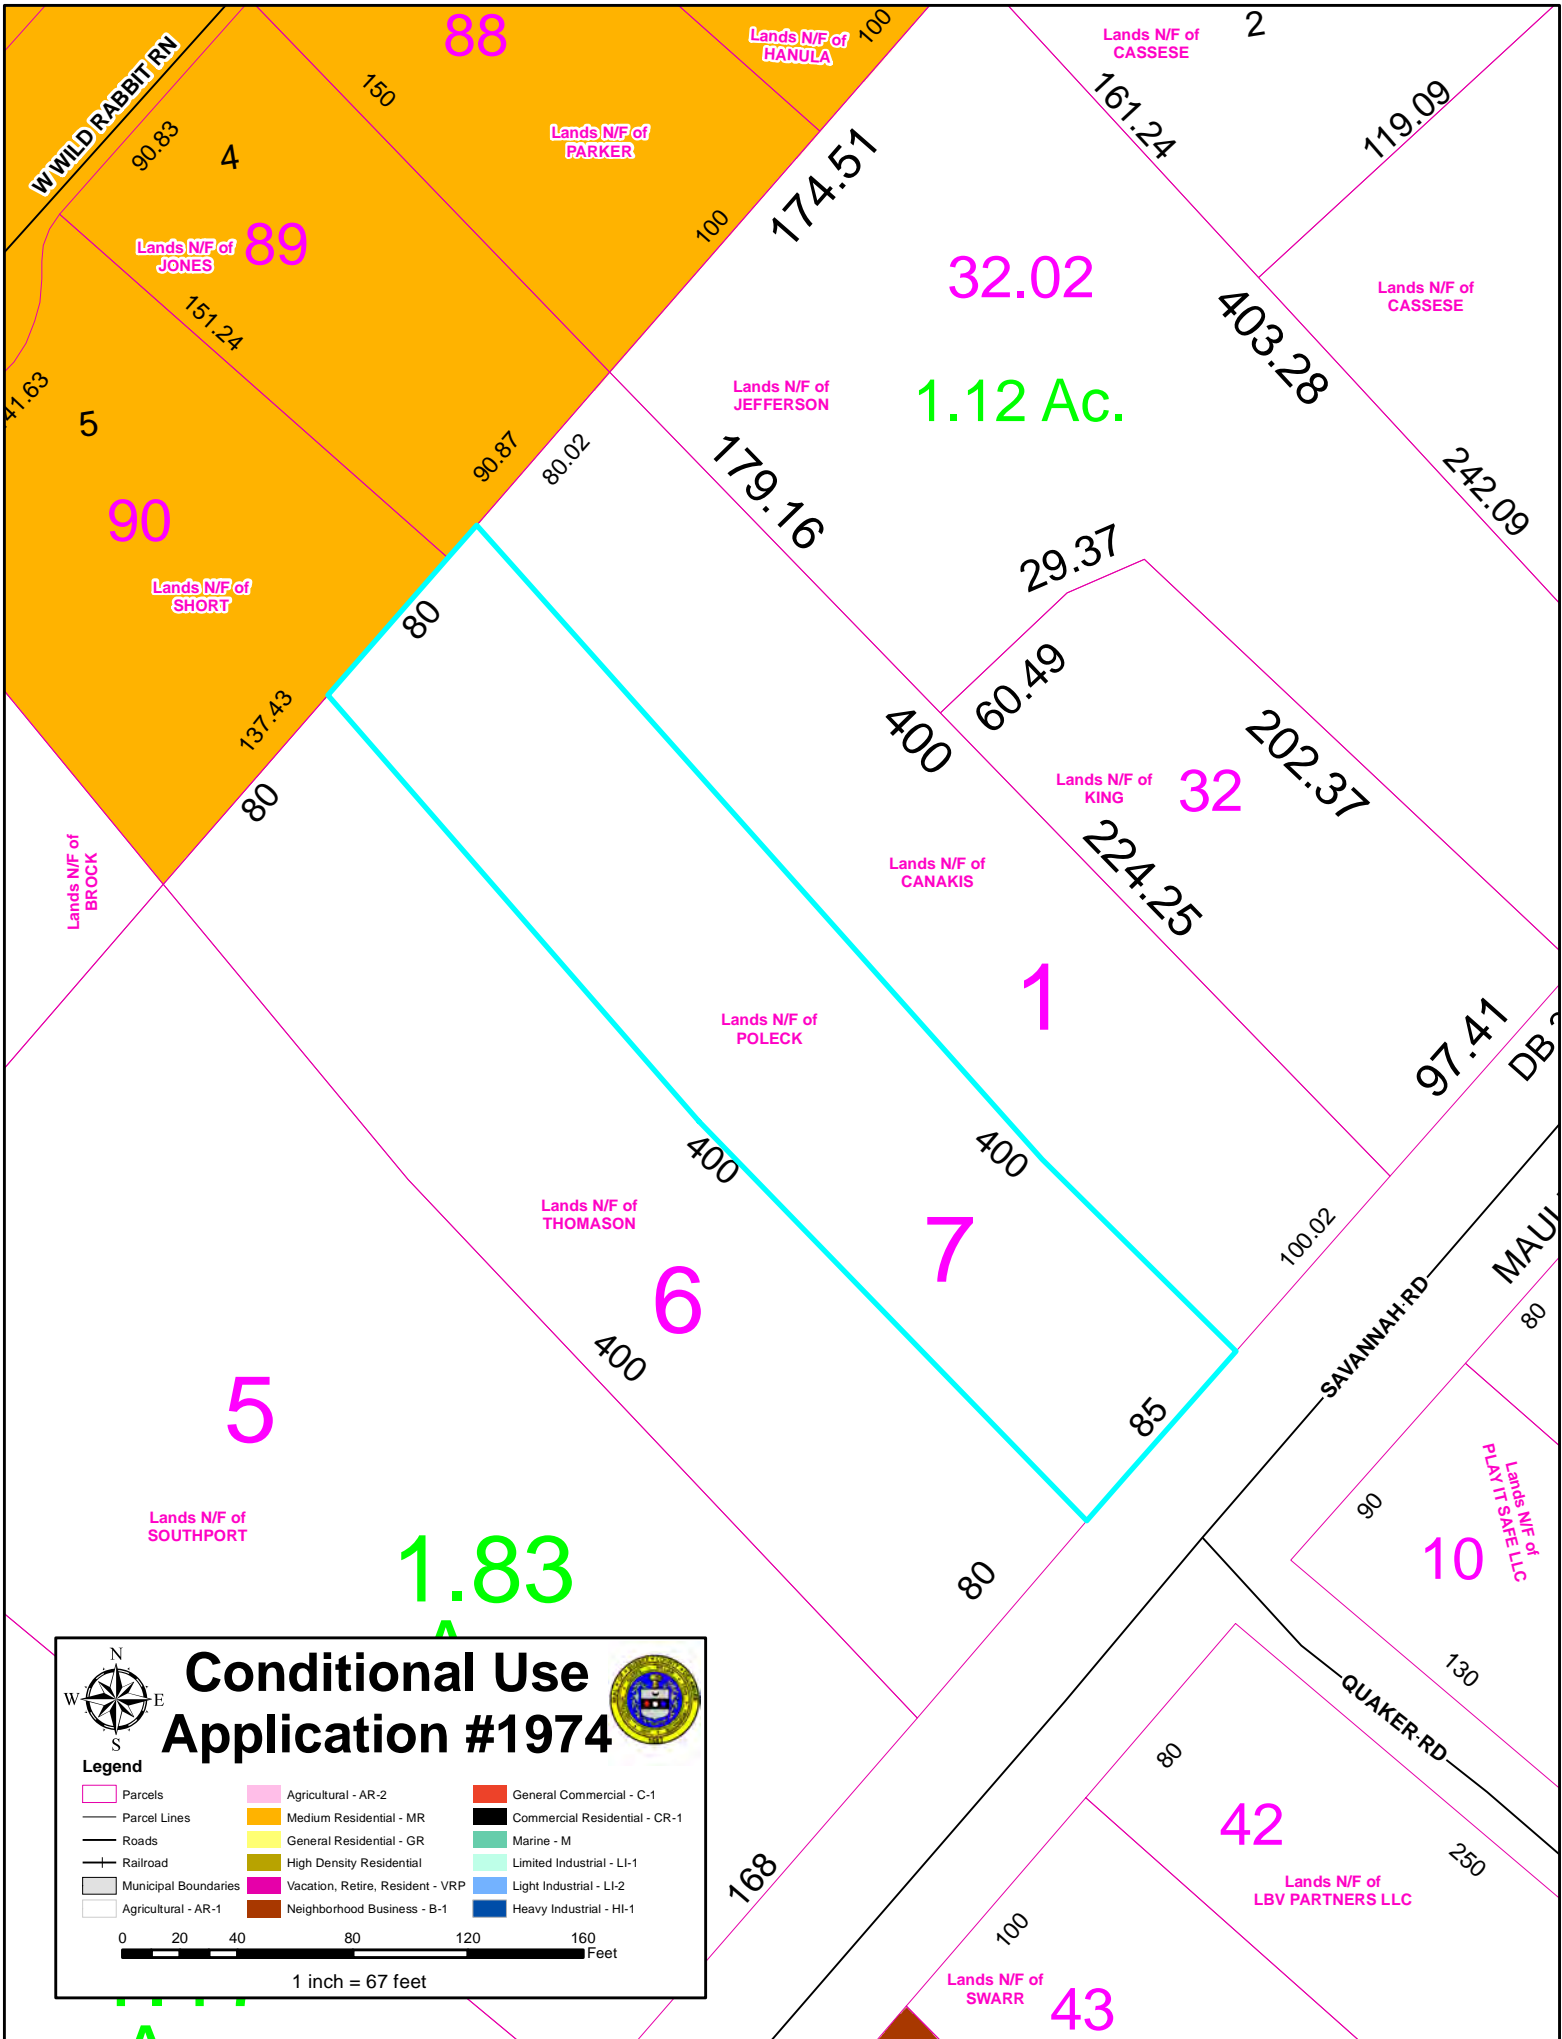 88
Lands N/F of
HANULA
100
Lands N/F of
CASSESE
2
W WILD RABBIT RN
90.83
4
150
Lands N/F of
PARKER
174.51
161.24
119.09
Lands N/F of
JONES
89
100
32.02
Lands N/F of
CASSESE
151.24
403.28
41.63
5
Lands N/F of
JEFFERSON
1.12 Ac.
90.87
80.02
179.16
242.09
90
Lands N/F of
SHORT
80
29.37
60.49
137.43
80
400
202.37
Lands N/F of
KING
32
Lands N/F of
BROCK
Lands N/F of
CANAKIS
224.25
1
Lands N/F of
POLECK
97.41
DB
400
400
Lands N/F of
THOMASON
7
100.02
MAUL
6
SAVANNAH RD
80
400
5
85
Lands N/F of
SOUTHPORT
90
Lands N/F of
PLAY IT SAFE LLC
10
1.83
A
80
130
QUAKER RD
80
42
250
Lands N/F of
LBV PARTNERS LLC
168
100
Lands N/F of
SWARR
43
N
W E
S
Conditional Use
Application #1974
Legend
Parcels
Parcel Lines
Roads
Railroad
Municipal Boundaries
Agricultural - AR-1
Agricultural - AR-2
Medium Residential - MR
General Residential - GR
High Density Residential
Vacation, Retire, Resident - VRP
Neighborhood Business - B-1
General Commercial - C-1
Commercial Residential - CR-1
Marine - M
Limited Industrial - LI-1
Light Industrial - LI-2
Heavy Industrial - HI-1
0 20 40 80 120 160
Feet
1 inch = 67 feet
A